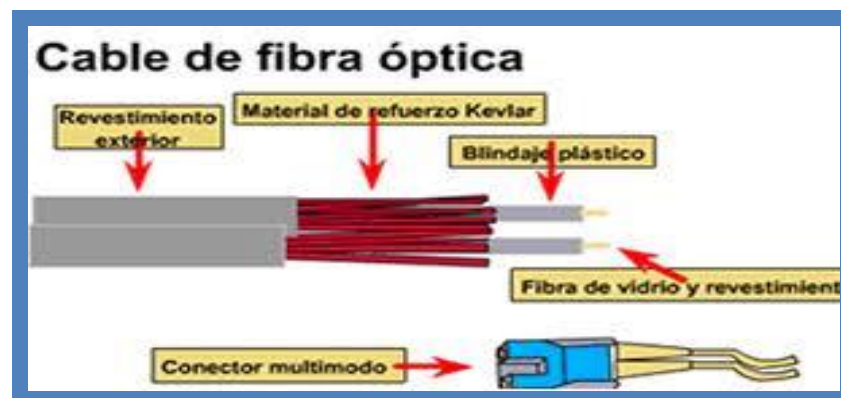 Cable de fibra óptica
Revestimiento
exterior
Material de refuerzo Kevlar
Blindaje plástico
Fibra de vidrio y revestimient
Conector multimodo